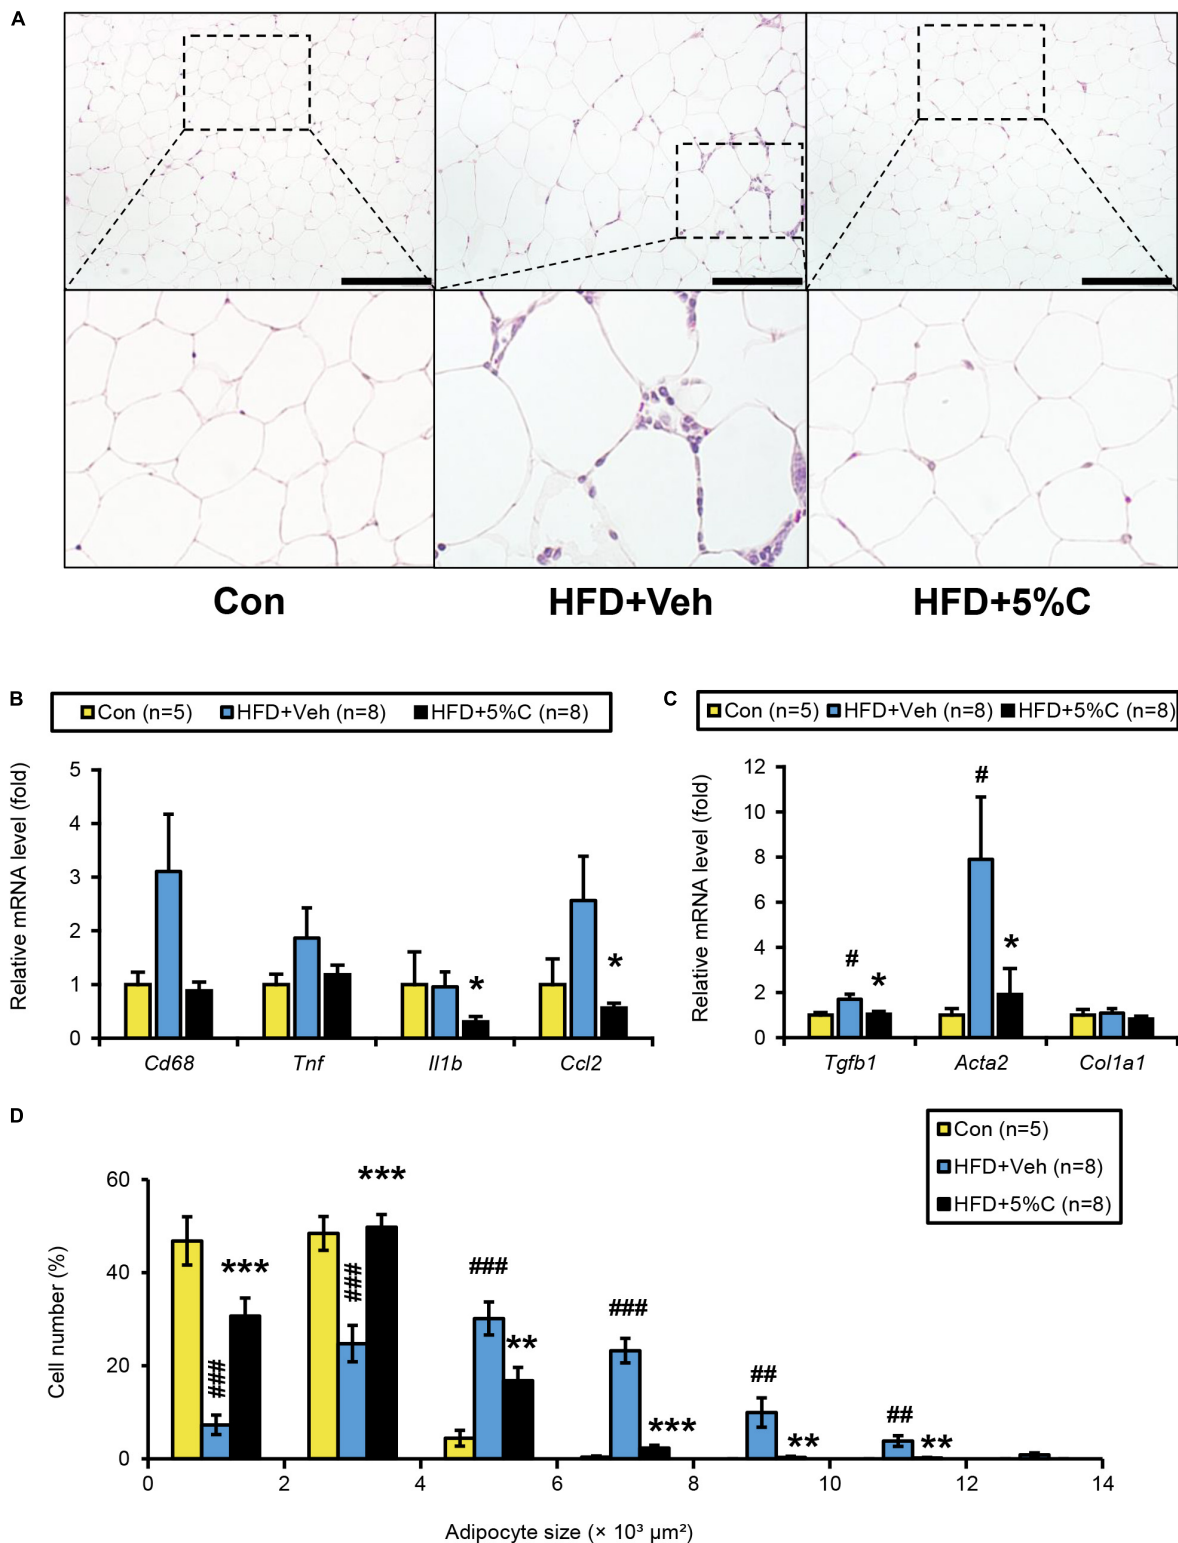 A
Con HFD+Veh HFD+5%C
B
Con (n=5) HFD+Veh (n=8) HFD+5%C (n=8)
Relative mRNA level (fold)
5
4
3
2
1
0
*
*
Cd68 Tnf Il1b Ccl2
C
Con (n=5) HFD+Veh (n=8) HFD+5%C (n=8)
Relative mRNA level (fold)
12
10
8
6
4
2
0
#
*
#
*
Tgfb1 Acta2 Col1a1
D
Con (n=5)
HFD+Veh (n=8)
HFD+5%C (n=8)
Cell number (%)
60
40
20
0
###
***
###
***
###
**
###
***
##
**
##
**
0 2 4 6 8 10 12 14
Adipocyte size (× 10³ μm²)